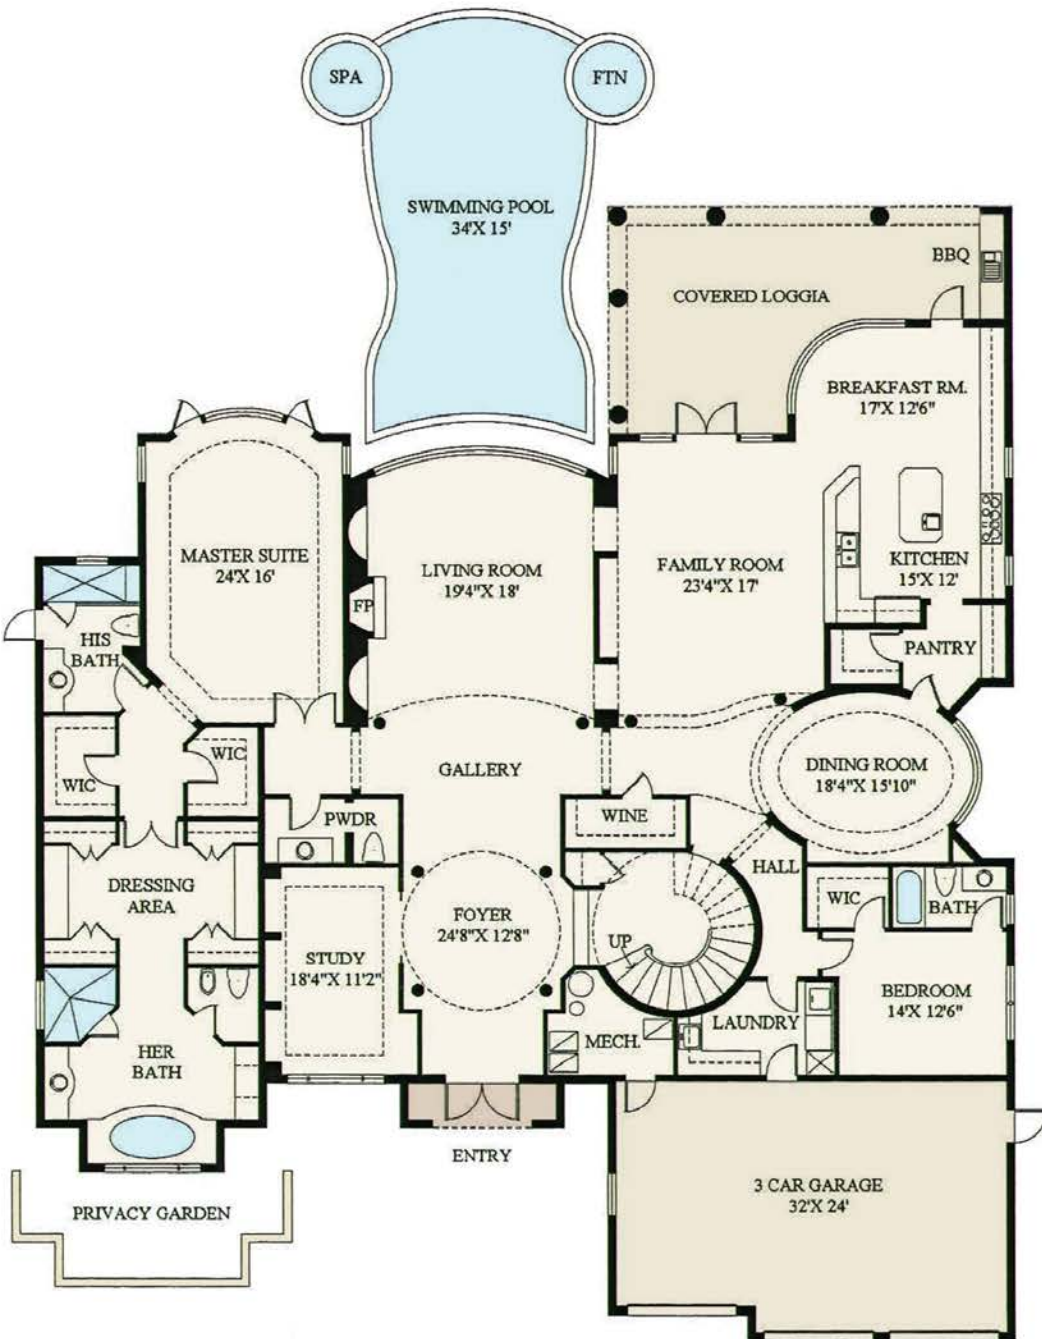 SPA
FTN
SWIMMING POOL
34'X 15'
BBQ
COVERED LOGGIA
BREAKFAST RM.
17'X 12'6"
MASTER SUITE
24'X 16'
LIVING ROOM
19'4"X 18'
FAMILY ROOM
23'4"X 17'
KITCHEN
15'X 12'
FP
HIS
BATH
PANTRY
WIC
WIC
GALLERY
DINING ROOM
18'4"X 15'10"
PWDR
WINE
HALL
DRESSING
AREA
FOYER
24'8"X 12'8"
WIC
BATH
UP
STUDY
18'4"X 11'2"
BEDROOM
14'X 12'6"
LAUNDRY
MECH.
HER
BATH
ENTRY
3 CAR GARAGE
32'X 24'
PRIVACY GARDEN